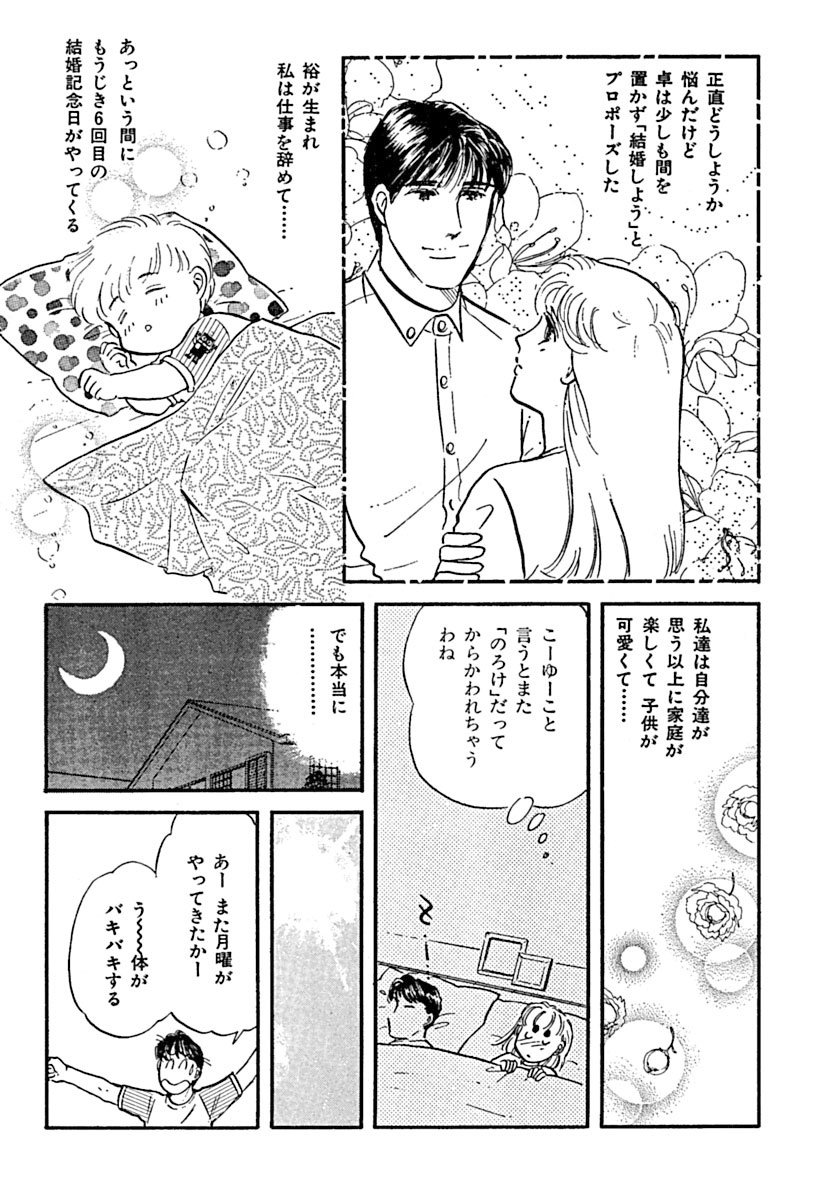 正直どうしようか
悩んだけど
卓は少しも間を
置かず「結婚しよう」と
プロポーズした
裕が生まれ
私は仕事を辞めて……
あっという間に
もうじき6回目の
結婚記念日がやってくる
私達は自分達が
思う以上に家庭が
楽しくて 子供が
可愛くて……
こーゆーこと
言うとまた
「のろけ」だって
からかわれちゃう
わね
でも本当に
…………
あー また月曜が
やってきたかー
う〜〜体が
バキバキする